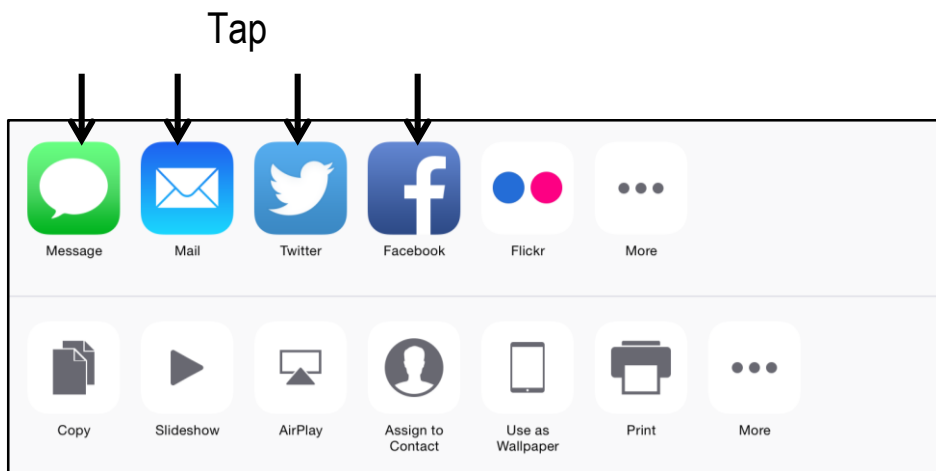 Tap
Message Mail Twitter Facebook Flickr More
Copy Slideshow AirPlay Assign to Contact Use as Wallpaper Print More